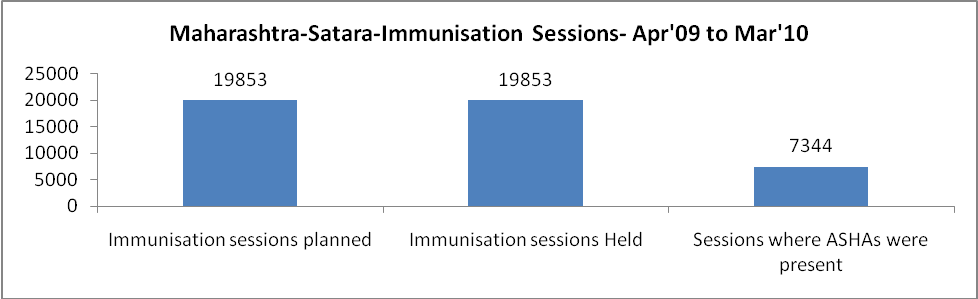 Maharashtra-Satara-Immunisation Sessions- Apr'09 to Mar'10
25000
20000
15000
10000
5000
0
19853
19853
7344
Immunisation sessions planned
Immunisation sessions Held
Sessions where ASHAs were
present